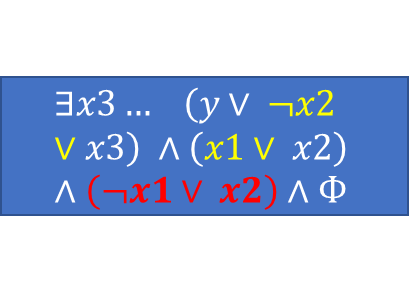 ∃x3 … (y ∨ ¬x2
∨ x3) ∧ (x1 ∨ x2)
∧ (¬x1 ∨ x2) ∧ Φ